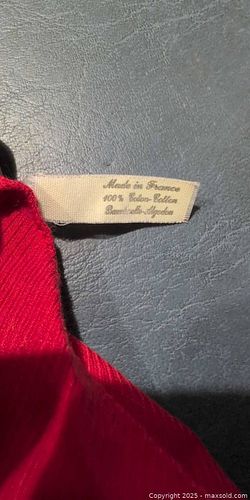 Made in France
100% Coton-Cotton
Baumwolle-Algodon
Copyright © 2025 - maxsold.com